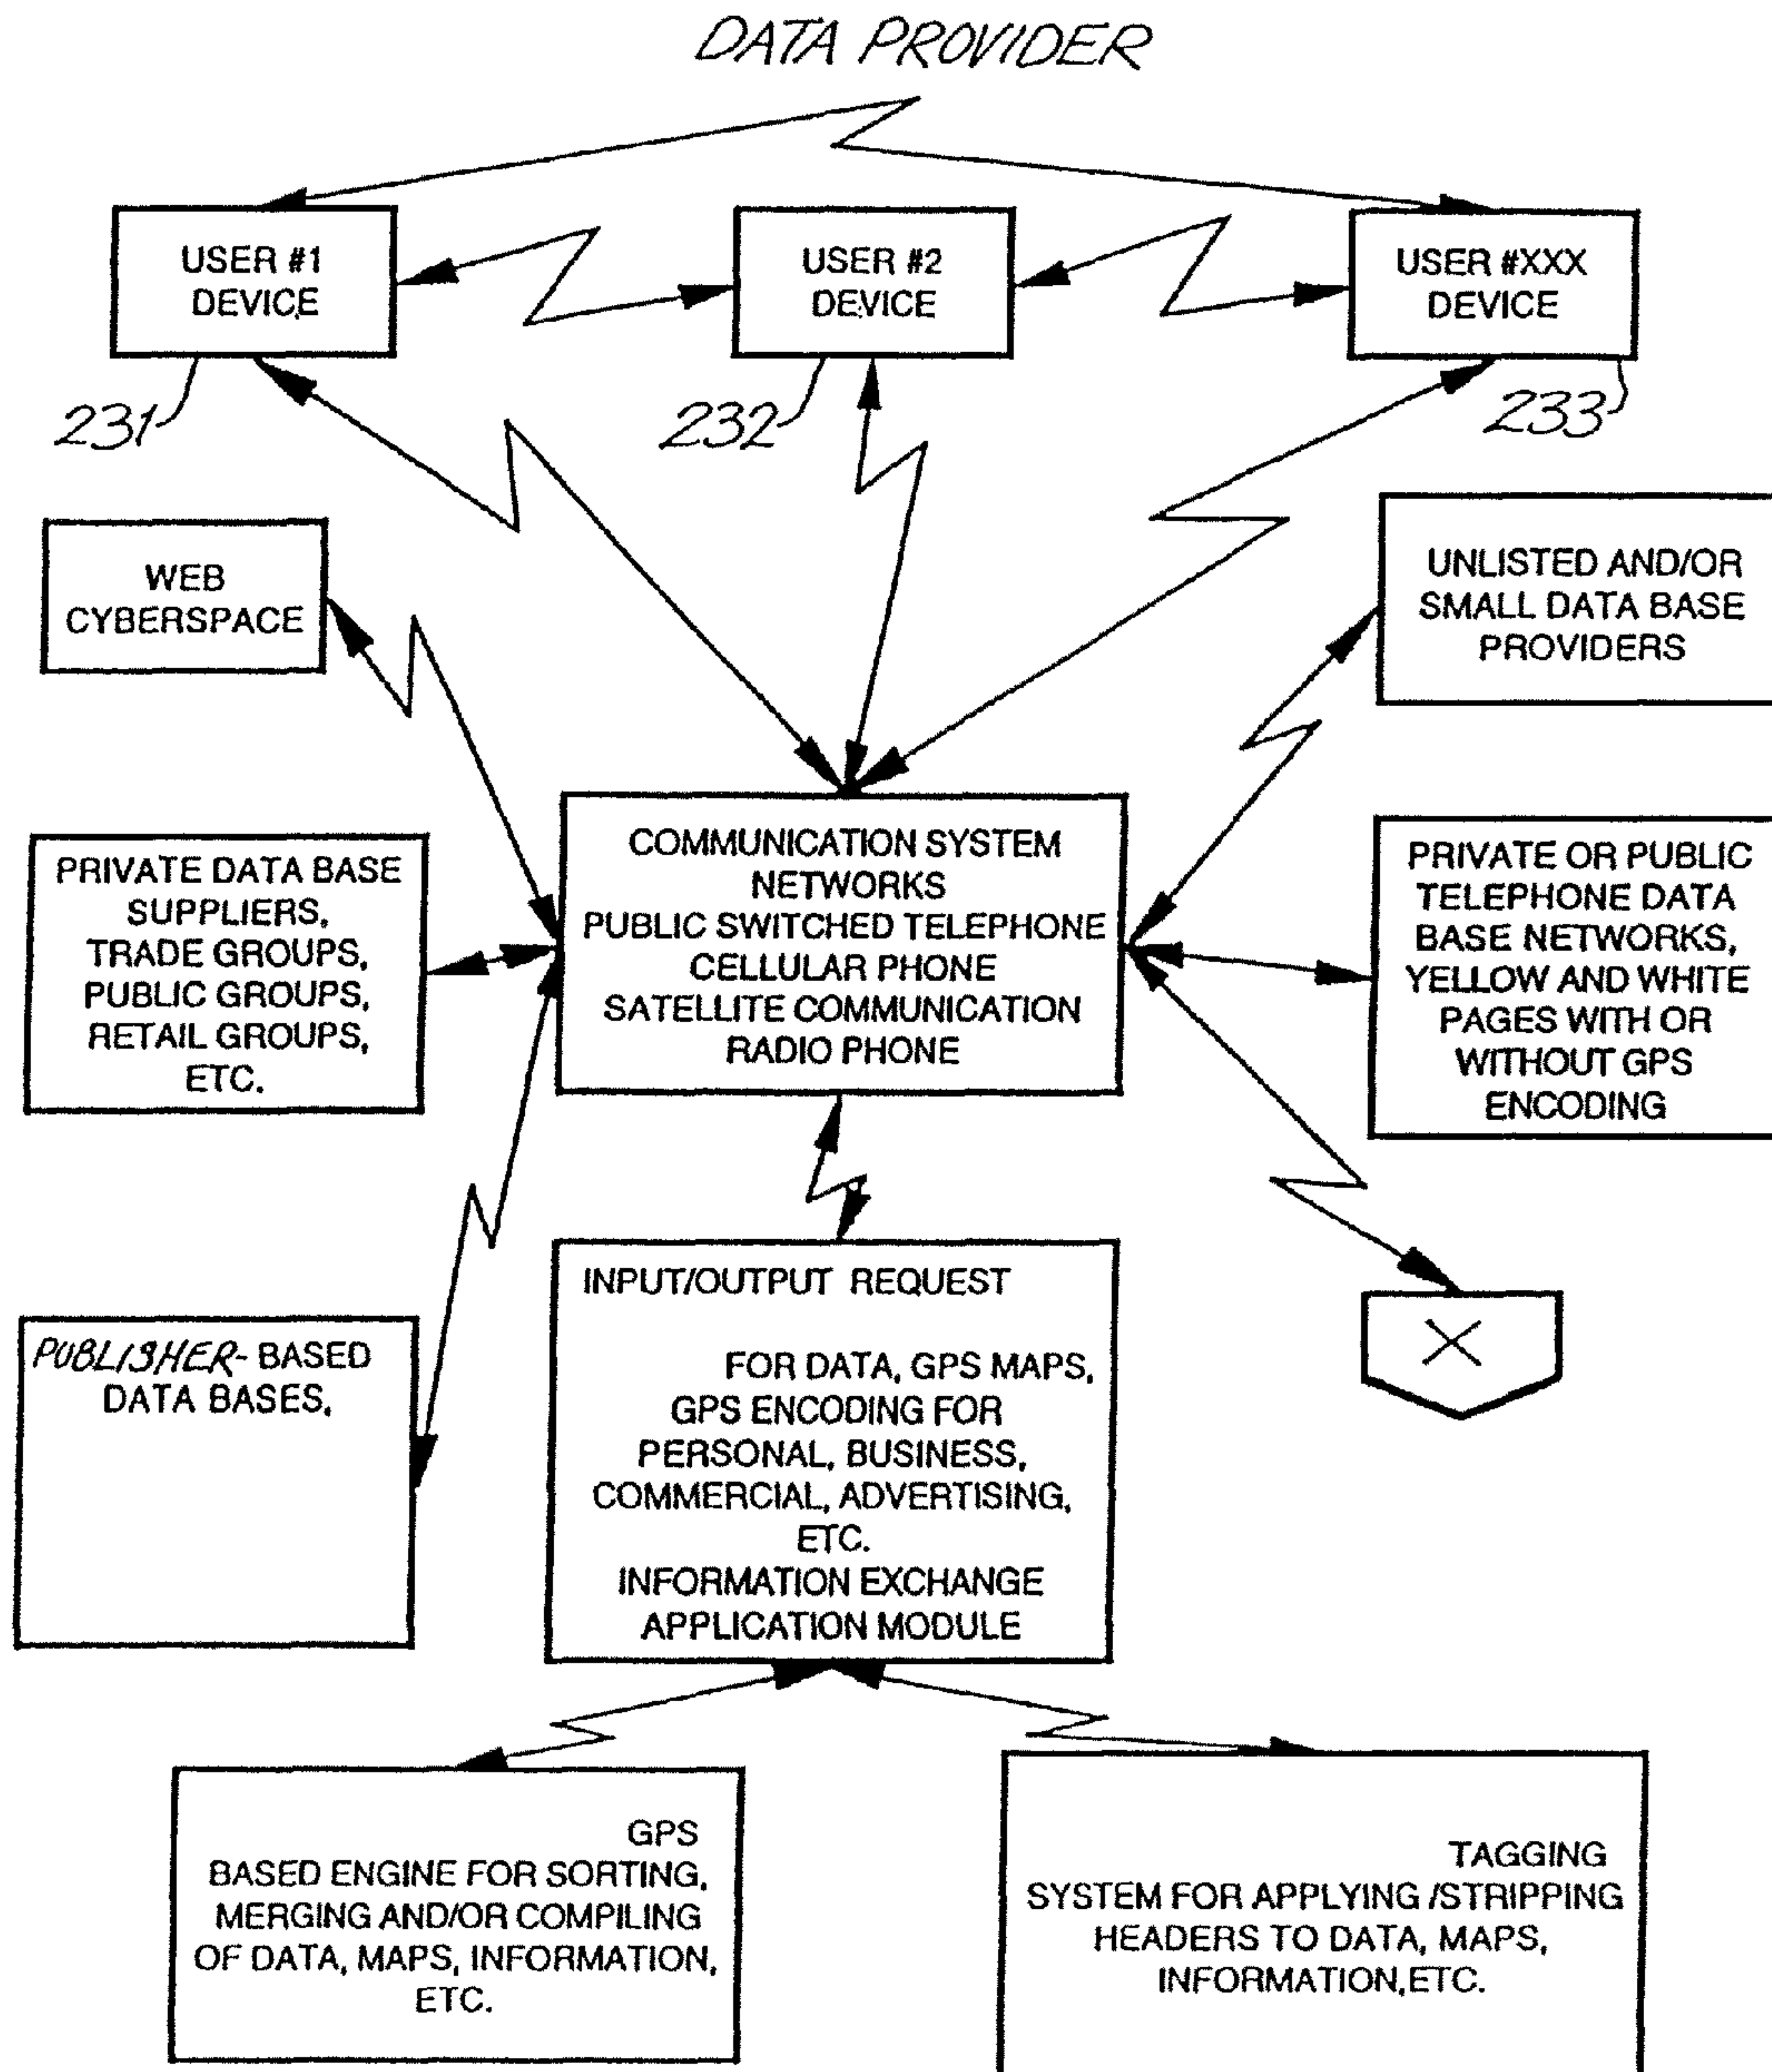 DATA PROVIDER
USER #1
DEVICE
USER #2
DEVICE
USER #XXX
DEVICE
231
232
233
WEB
CYBERSPACE
UNLISTED AND/OR
SMALL DATA BASE
PROVIDERS
PRIVATE DATA BASE
SUPPLIERS,
TRADE GROUPS,
PUBLIC GROUPS,
RETAIL GROUPS,
ETC.
COMMUNICATION SYSTEM
NETWORKS
PUBLIC SWITCHED TELEPHONE
CELLULAR PHONE
SATELLITE COMMUNICATION
RADIO PHONE
PRIVATE OR PUBLIC
TELEPHONE DATA
BASE NETWORKS,
YELLOW AND WHITE
PAGES WITH OR
WITHOUT GPS
ENCODING
PUBLISHER-BASED
DATA BASES,
INPUT/OUTPUT REQUEST
FOR DATA, GPS MAPS,
GPS ENCODING FOR
PERSONAL, BUSINESS,
COMMERCIAL, ADVERTISING,
ETC.
INFORMATION EXCHANGE
APPLICATION MODULE
X
GPS
BASED ENGINE FOR SORTING,
MERGING AND/OR COMPILING
OF DATA, MAPS, INFORMATION,
ETC.
TAGGING
SYSTEM FOR APPLYING /STRIPPING
HEADERS TO DATA, MAPS,
INFORMATION,ETC.